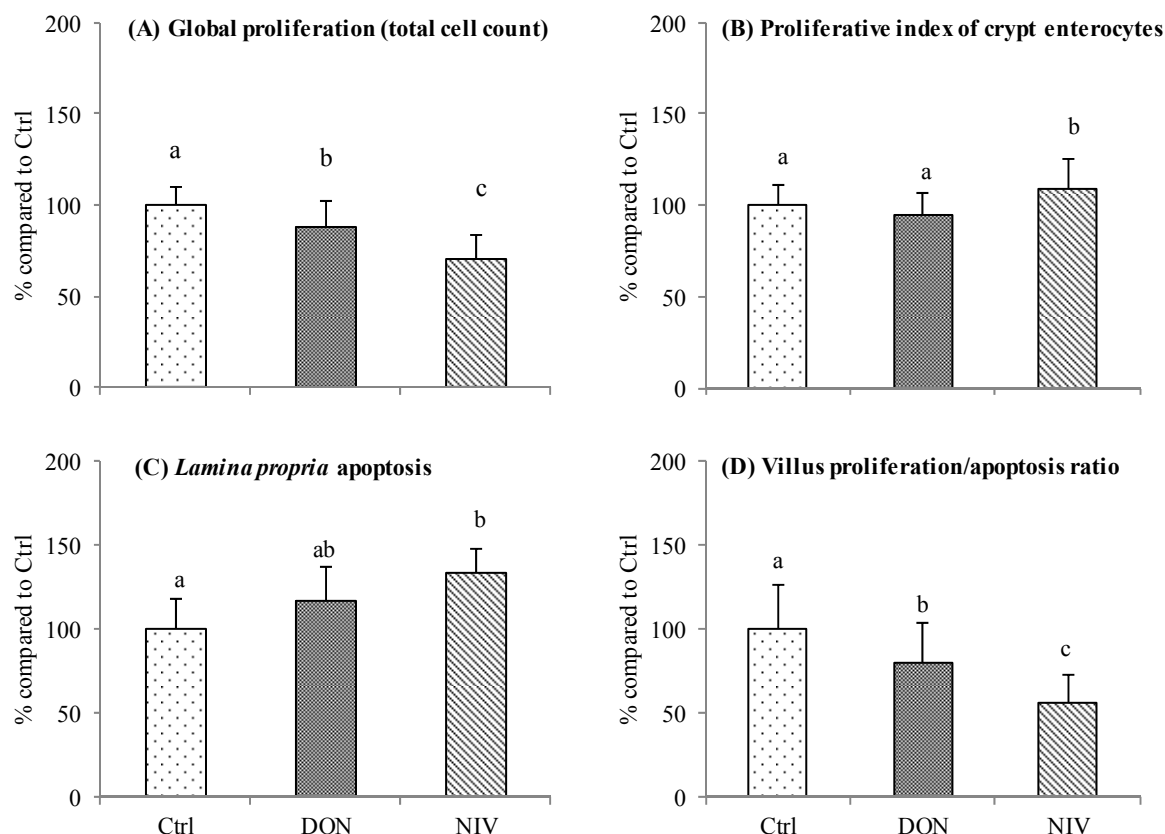 (A) Global proliferation (total cell count)
% compared to Ctrl
200
150
100
50
0
a
b
c
(B) Proliferative index of crypt enterocytes
% compared to Ctrl
200
150
100
50
0
a
a
b
(C) Lamina propria apoptosis
% compared to Ctrl
200
150
100
50
0
a
ab
b
Ctrl DON NIV
(D) Villus proliferation/apoptosis ratio
% compared to Ctrl
200
150
100
50
0
a
b
c
Ctrl DON NIV